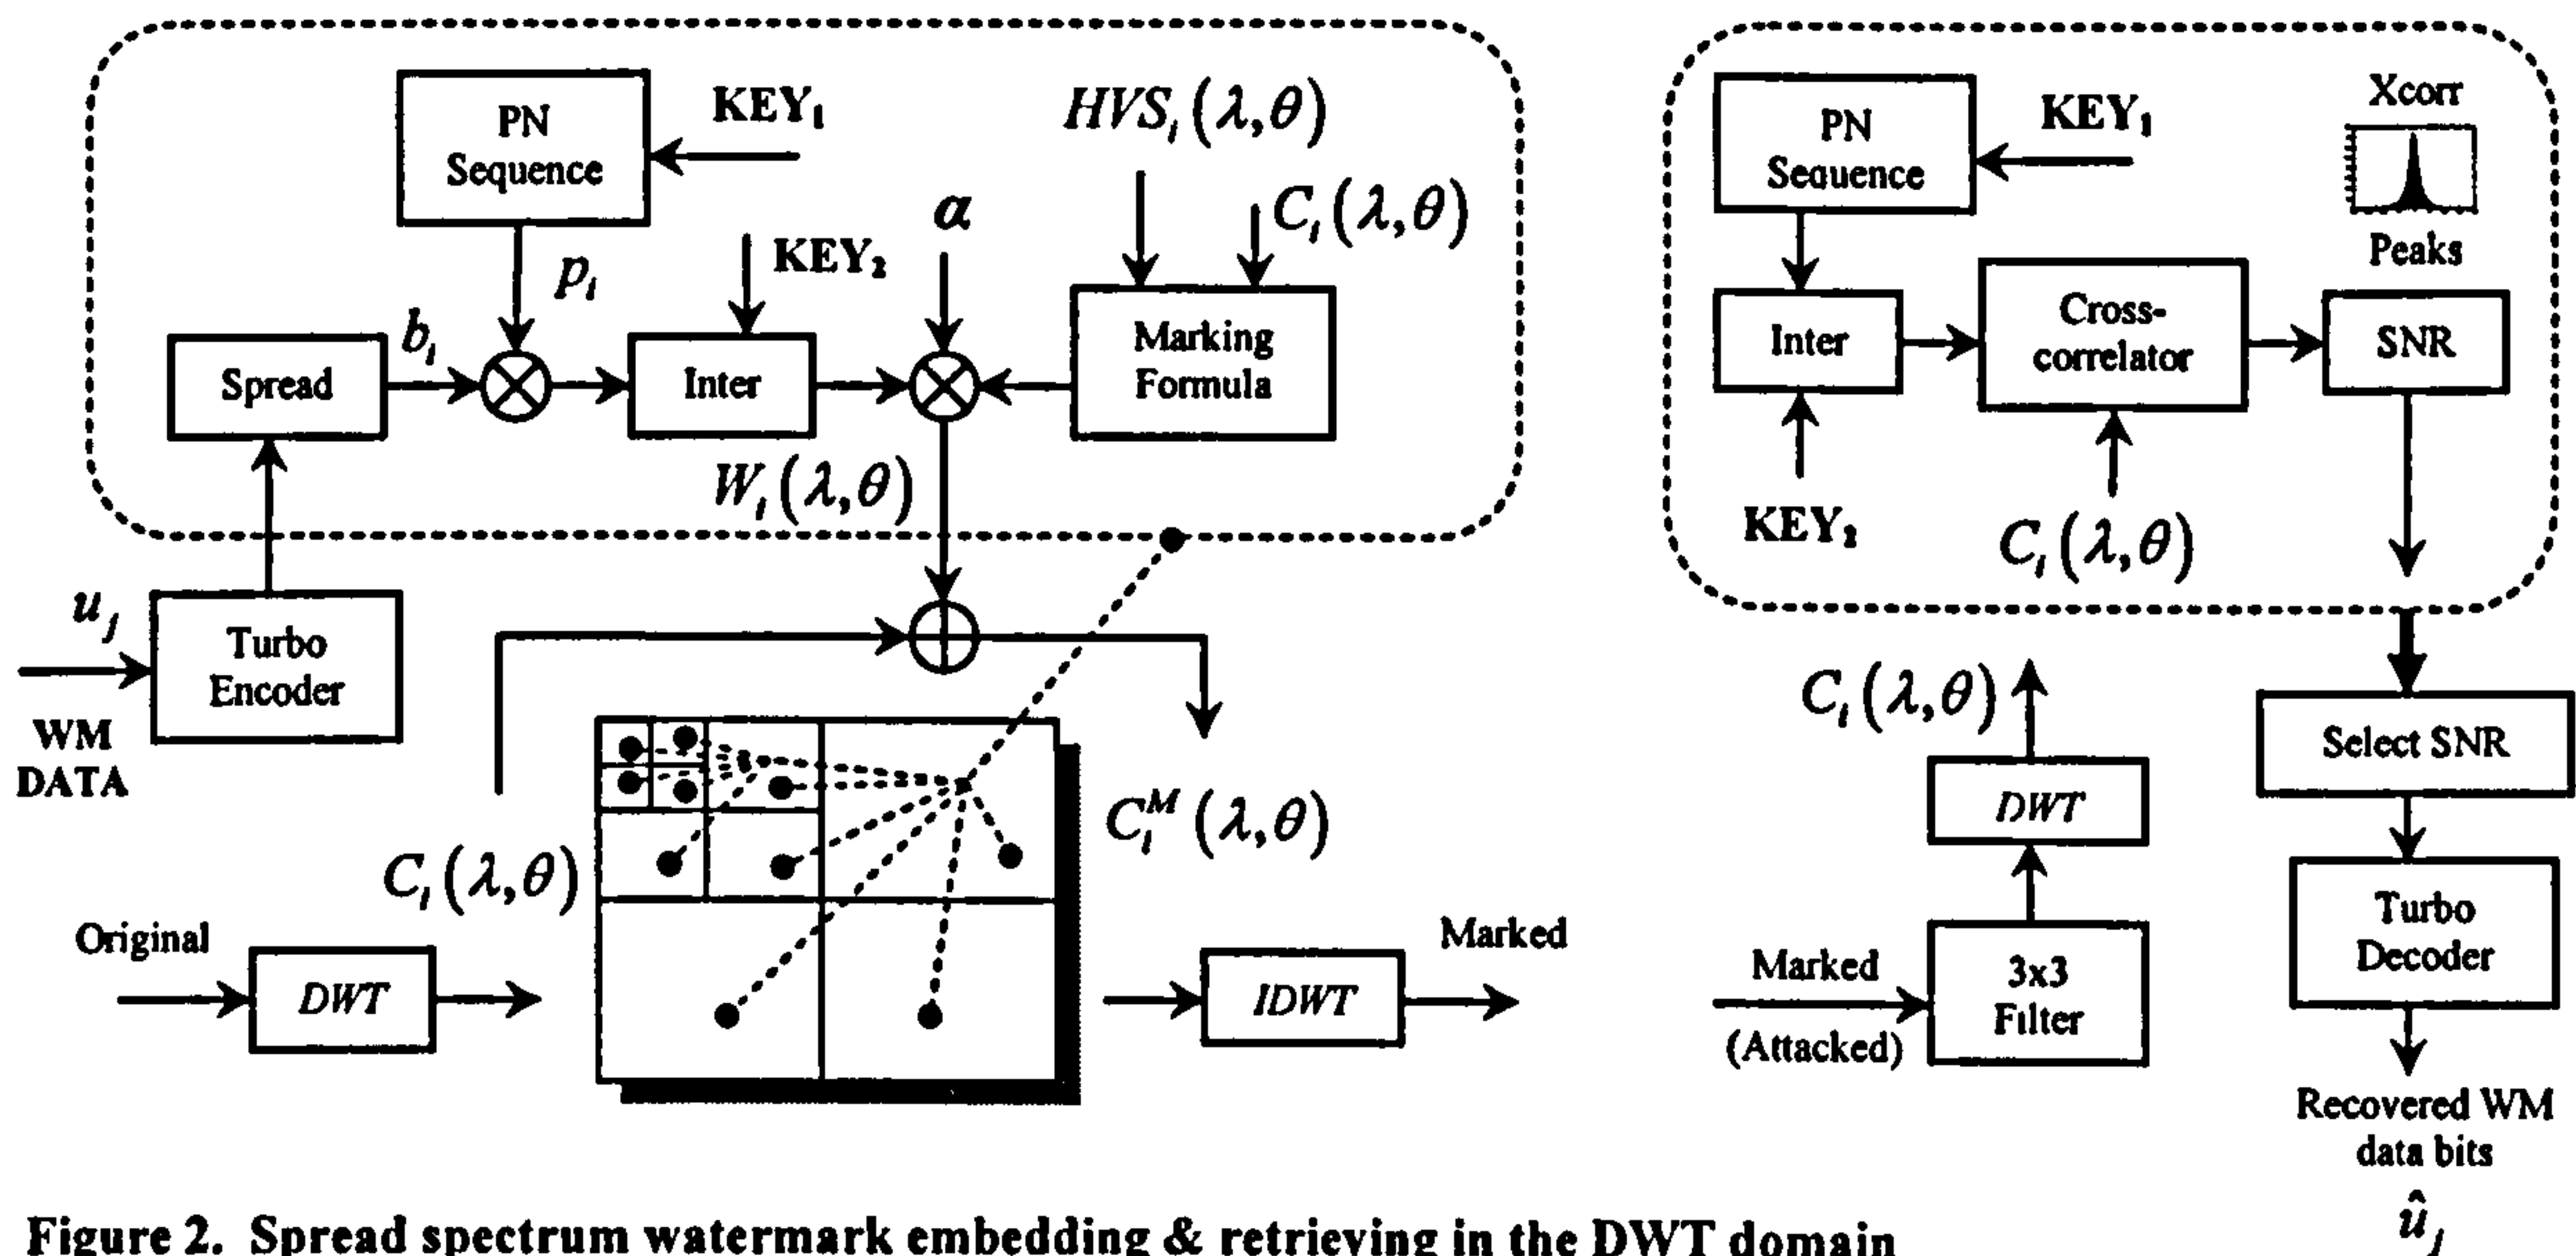 PN
Sequence
KEY₁
HVSᵢ(λ,θ)
Cᵢ(λ,θ)
α
pᵢ
KEY₂
Marking
Formula
bᵢ
Spread
Inter
Wᵢ(λ,θ)
uⱼ
WM
DATA
Turbo
Encoder
Cᵢ(λ,θ)
Cᵢᴹ(λ,θ)
Original
DWT
IDWT
Marked
PN
Sequence
KEY₁
Xcorr
Peaks
Inter
Cross-
correlator
SNR
KEY₂
Cᵢ(λ,θ)
Cᵢ(λ,θ)
DWT
3x3
Filter
Marked
(Attacked)
Select SNR
Turbo
Decoder
Recovered WM
data bits
ûⱼ
Figure 2. Spread spectrum watermark embedding & retrieving in the DWT domain